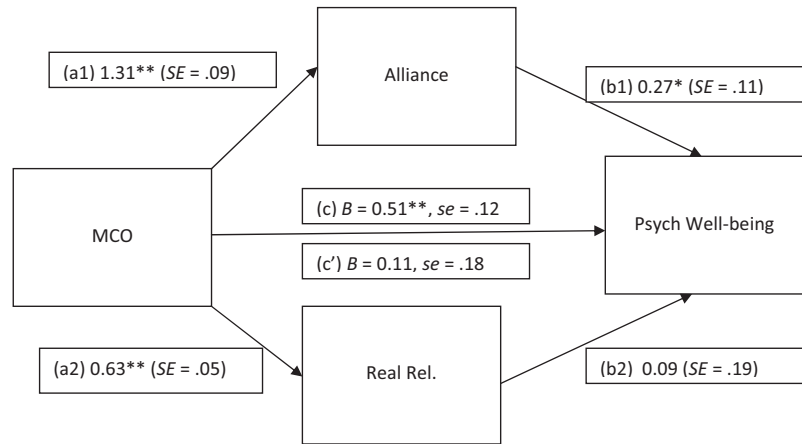 (a1) 1.31** (SE = .09)
Alliance
(b1) 0.27* (SE = .11)
MCO
(c) B = 0.51**, se = .12
Psych Well-being
(c’) B = 0.11, se = .18
(a2) 0.63** (SE = .05)
Real Rel.
(b2)  0.09 (SE = .19)